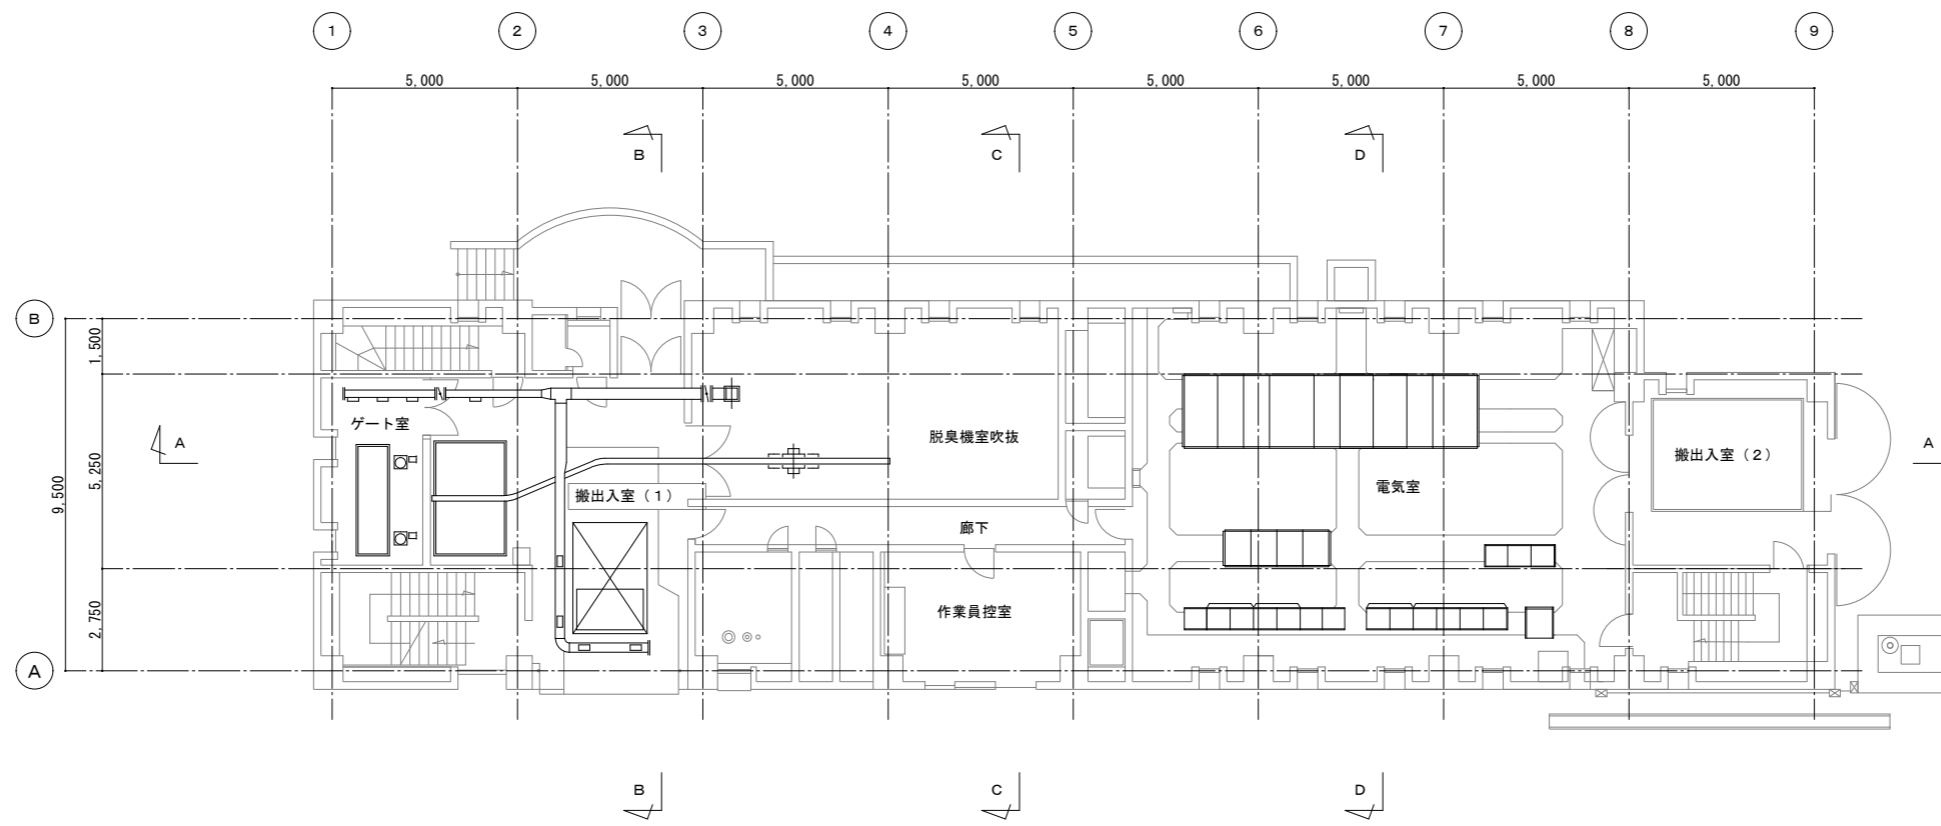 1 2 3 4 5 6 7 8 9
5,000 5,000 5,000 5,000 5,000 5,000 5,000 5,000
B C D
B
1,500
ゲート室
脱臭機室吹抜
A
A
搬出入室(2)
5,250
9,500
電気室
搬出入室(1)
廊下
2,750
作業員控室
A
B C D